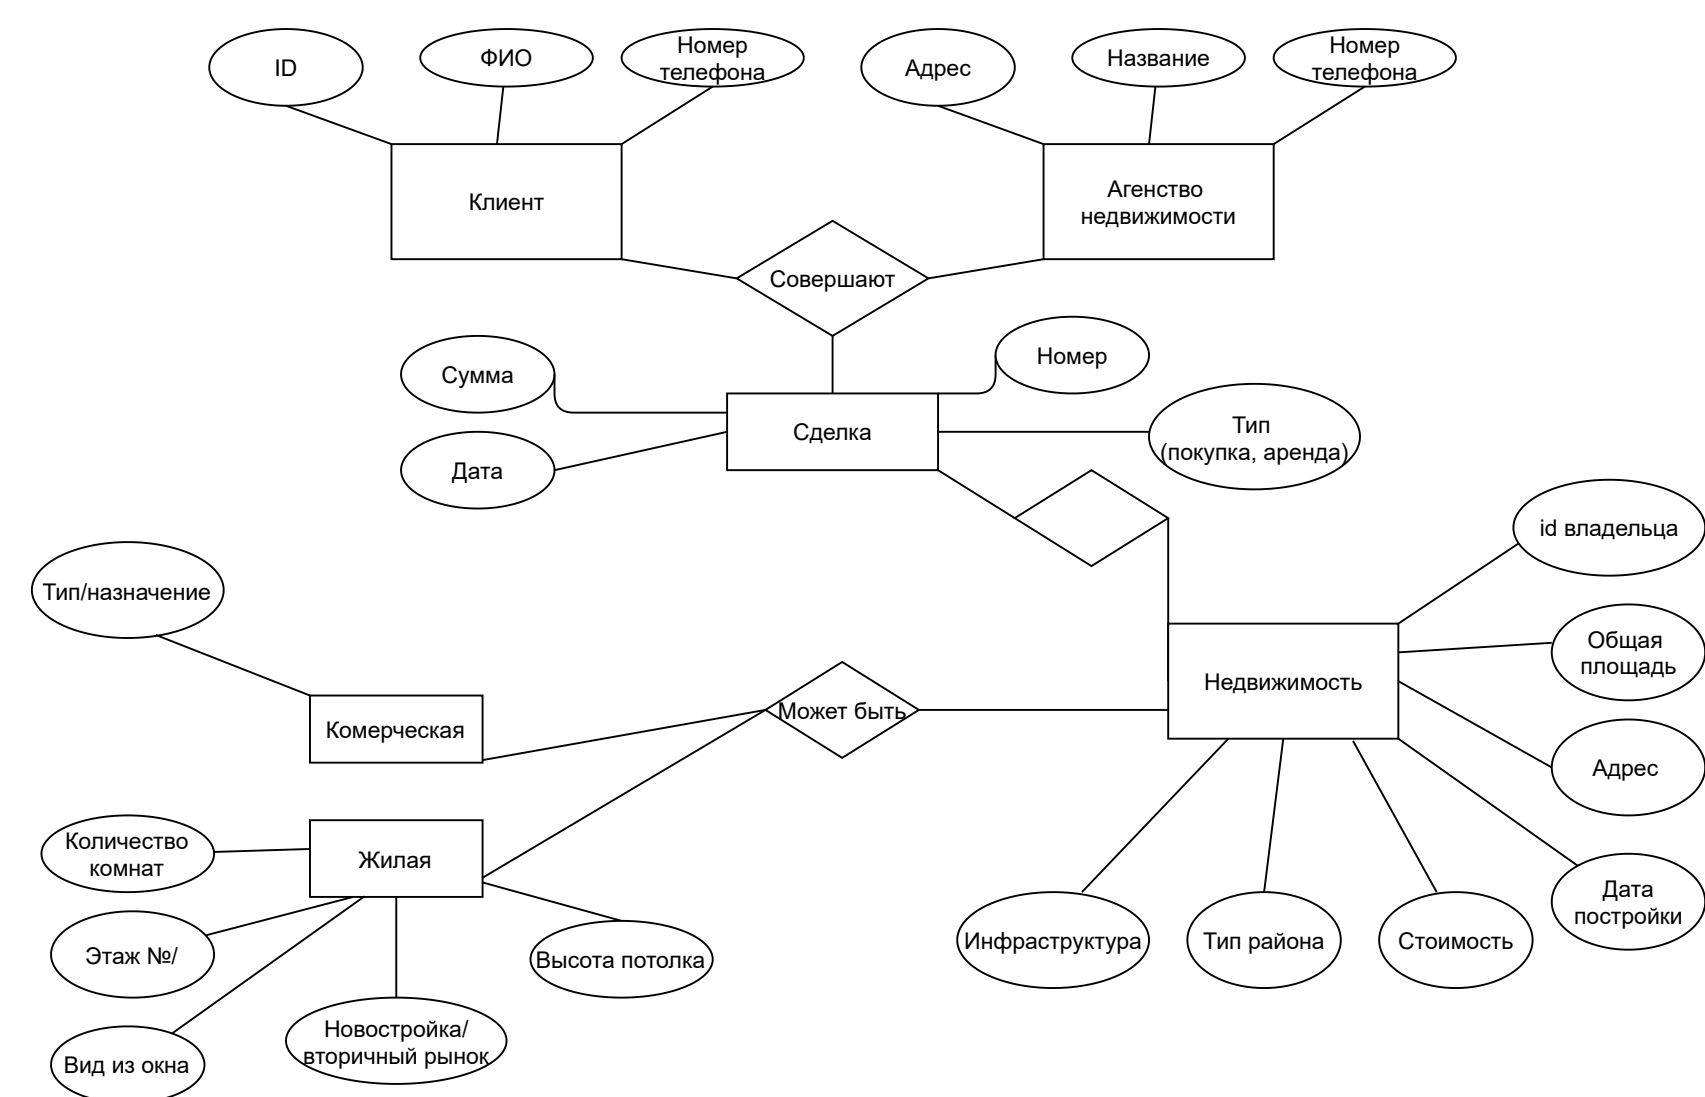 ID
ФИО
Номер
телефона
Адрес
Название
Номер
телефона
Клиент
Агенство
недвижимости
Совершают
Сумма
Номер
Сделка
Тип
(покупка, аренда)
Дата
id владельца
Тип/назначение
Общая
площадь
Недвижимость
Может быть
Комерческая
Адрес
Количество
комнат
Жилая
Дата
постройки
Этаж №/
Высота потолка
Инфраструктура
Тип района
Стоимость
Новостройка/
вторичный рынок
Вид из окна